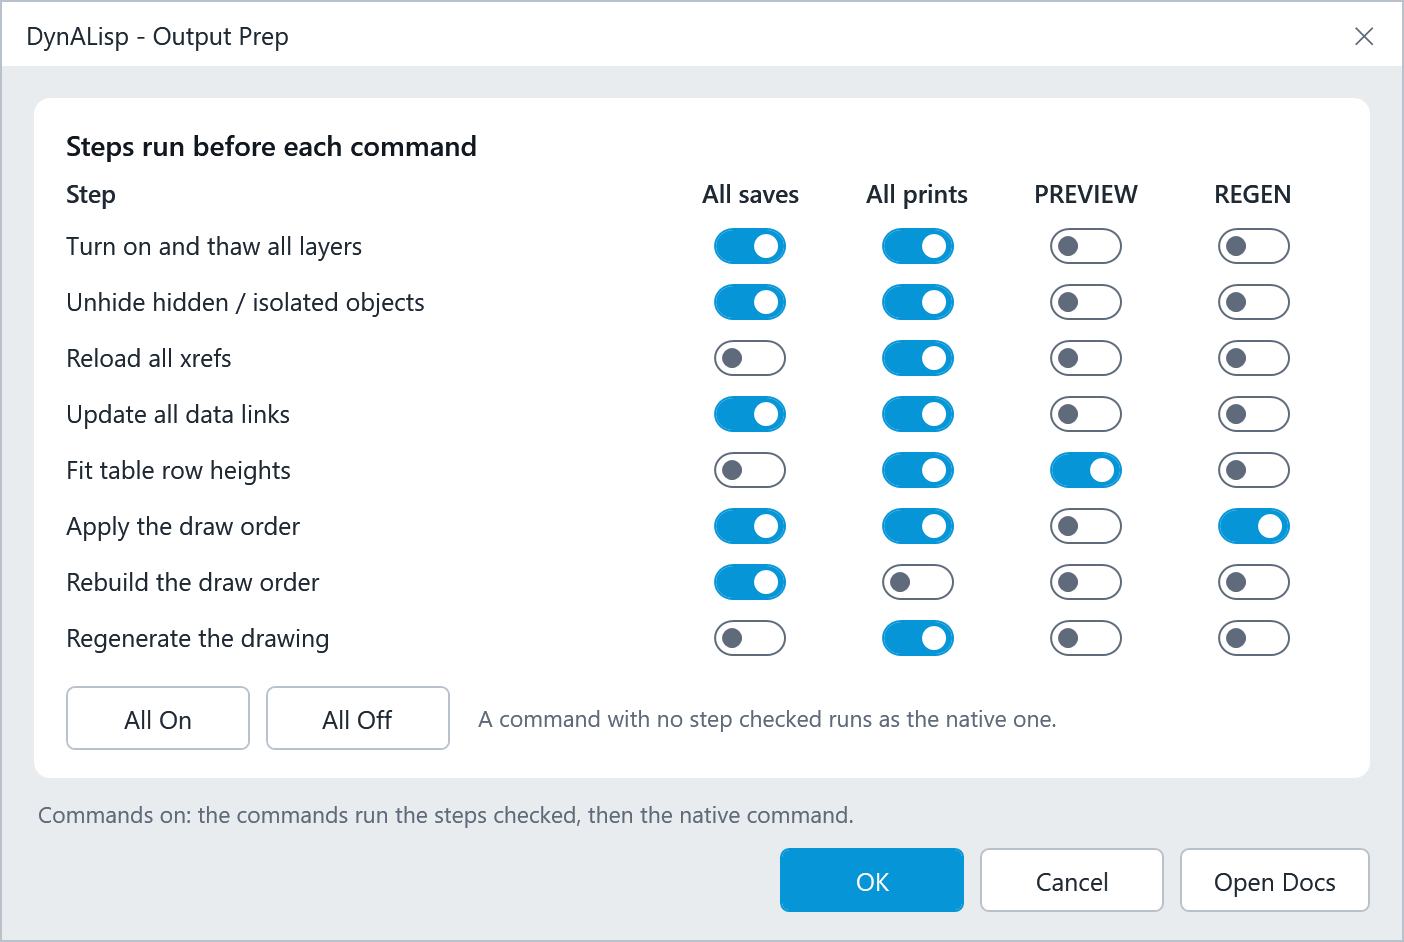 DynALisp - Output Prep
Steps run before each command
Step All saves All prints PREVIEW REGEN
Turn on and thaw all layers
Unhide hidden / isolated objects
Reload all xrefs
Update all data links
Fit table row heights
Apply the draw order
Rebuild the draw order
Regenerate the drawing
All On All Off A command with no step checked runs as the native one.
Commands on: the commands run the steps checked, then the native command.
OK Cancel Open Docs